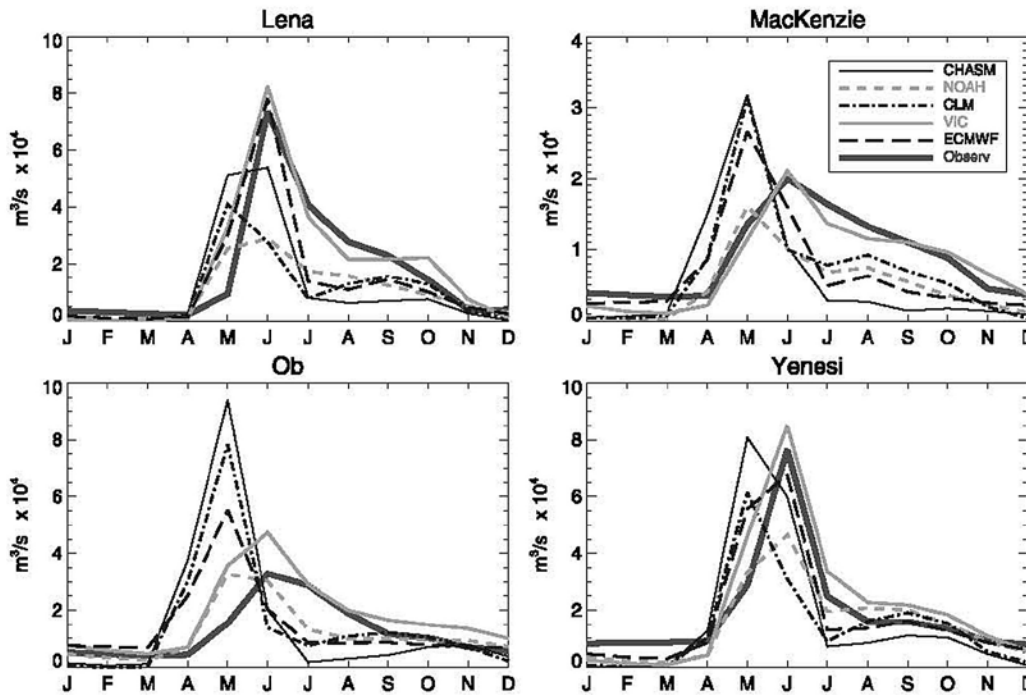 Lena
m³/s x 10⁴
10
8
6
4
2
0
J F M A M J J A S O N D
MacKenzie
m³/s x 10⁴
4
3
2
1
0
J F M A M J J A S O N D
CHASM
NOAH
CLM
VIC
ECMWF
Observ
Ob
m³/s x 10⁴
10
8
6
4
2
0
J F M A M J J A S O N D
Yenesi
m³/s x 10⁴
10
8
6
4
2
0
J F M A M J J A S O N D